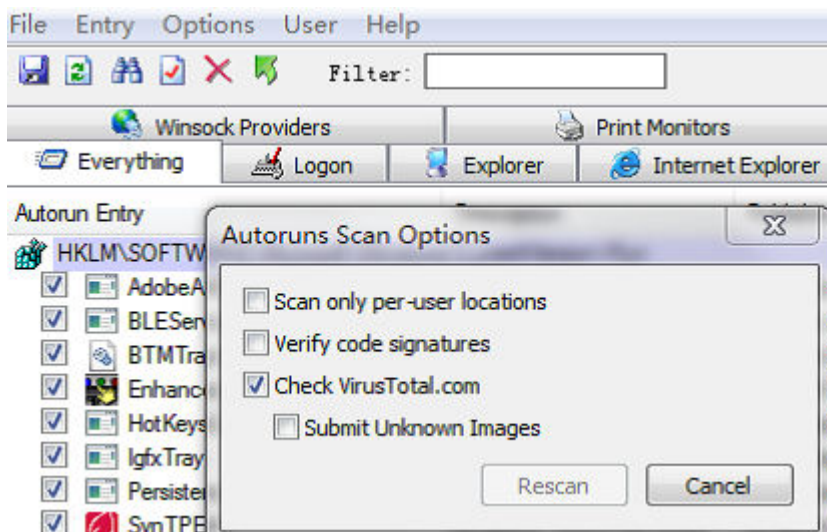 File Entry Options User Help
Filter:
Winsock Providers Print Monitors
Everything Logon Explorer Internet Explorer
Autorun Entry
Autoruns Scan Options
HKLM\SOFTW
Scan only per-user locations
AdobeA
BLESer
Verify code signatures
BTMTra
Check VirusTotal.com
Enhanc
HotKeys
Submit Unknown Images
IgfxTray
Persiste
Rescan Cancel
SynTPE